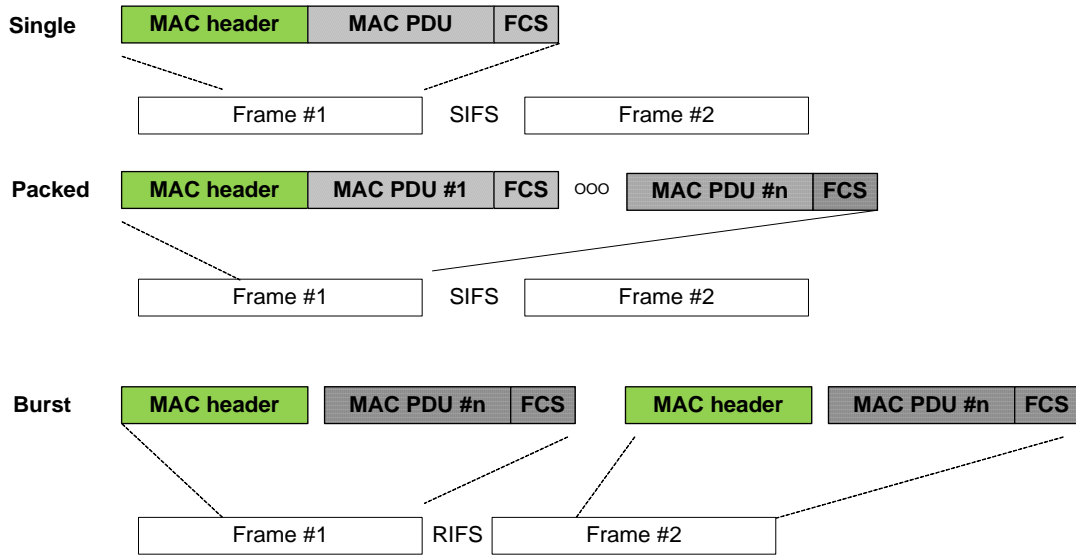 Single MAC header MAC PDU FCS
Frame #1 SIFS Frame #2
Packed MAC header MAC PDU #1 FCS ooo MAC PDU #n FCS
Frame #1 SIFS Frame #2
Burst MAC header MAC PDU #n FCS MAC header MAC PDU #n FCS
Frame #1 RIFS Frame #2